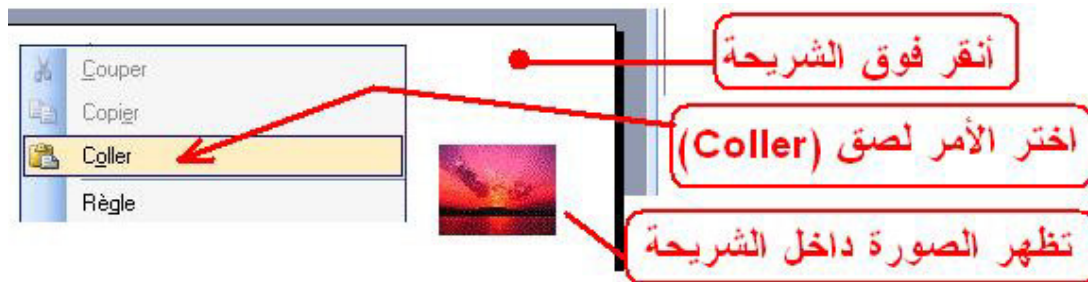 Couper
Copier
Coller
Règle
أنقر فوق الشريحة
اختر الأمر لصق (Coller)
تظهر الصورة داخل الشريحة